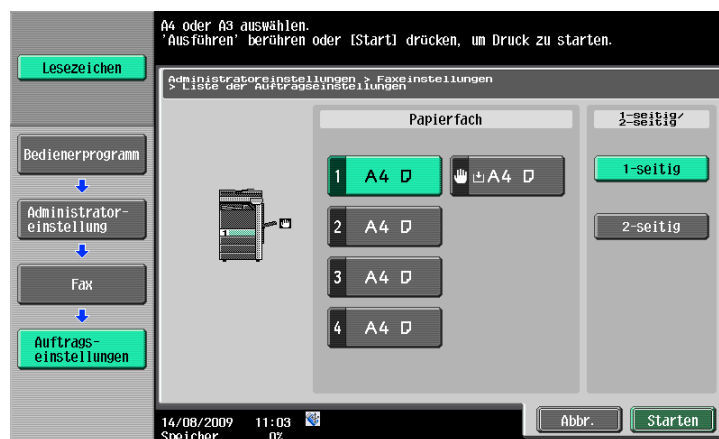 A4 oder A3 auswählen.
'Ausführen' berühren oder [Start] drücken, um Druck zu starten.
Lesezeichen
Administratoreinstellungen > Faxeinstellungen
> Liste der Auftragseinstellungen
Papierfach
1-seitig/
2-seitig
Bedienerprogramm
1 A4
A4
1-seitig
Administrator-
einstellung
2 A4
2-seitig
1
Fax
3 A4
Auftrags-
einstellungen
4 A4
Abbr.
Starten
14/08/2009 11:03
Speicher 0%